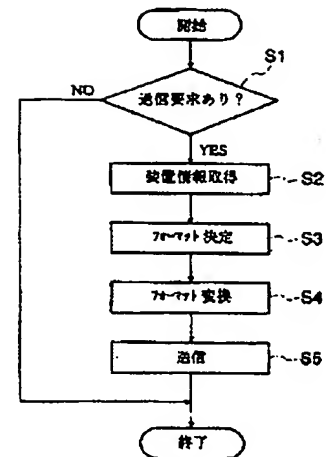 開始
S1
送信要求あり?
NO
YES
装置情報取得
S2
フォーマット決定
S3
フォーマット変換
S4
送信
S5
終了